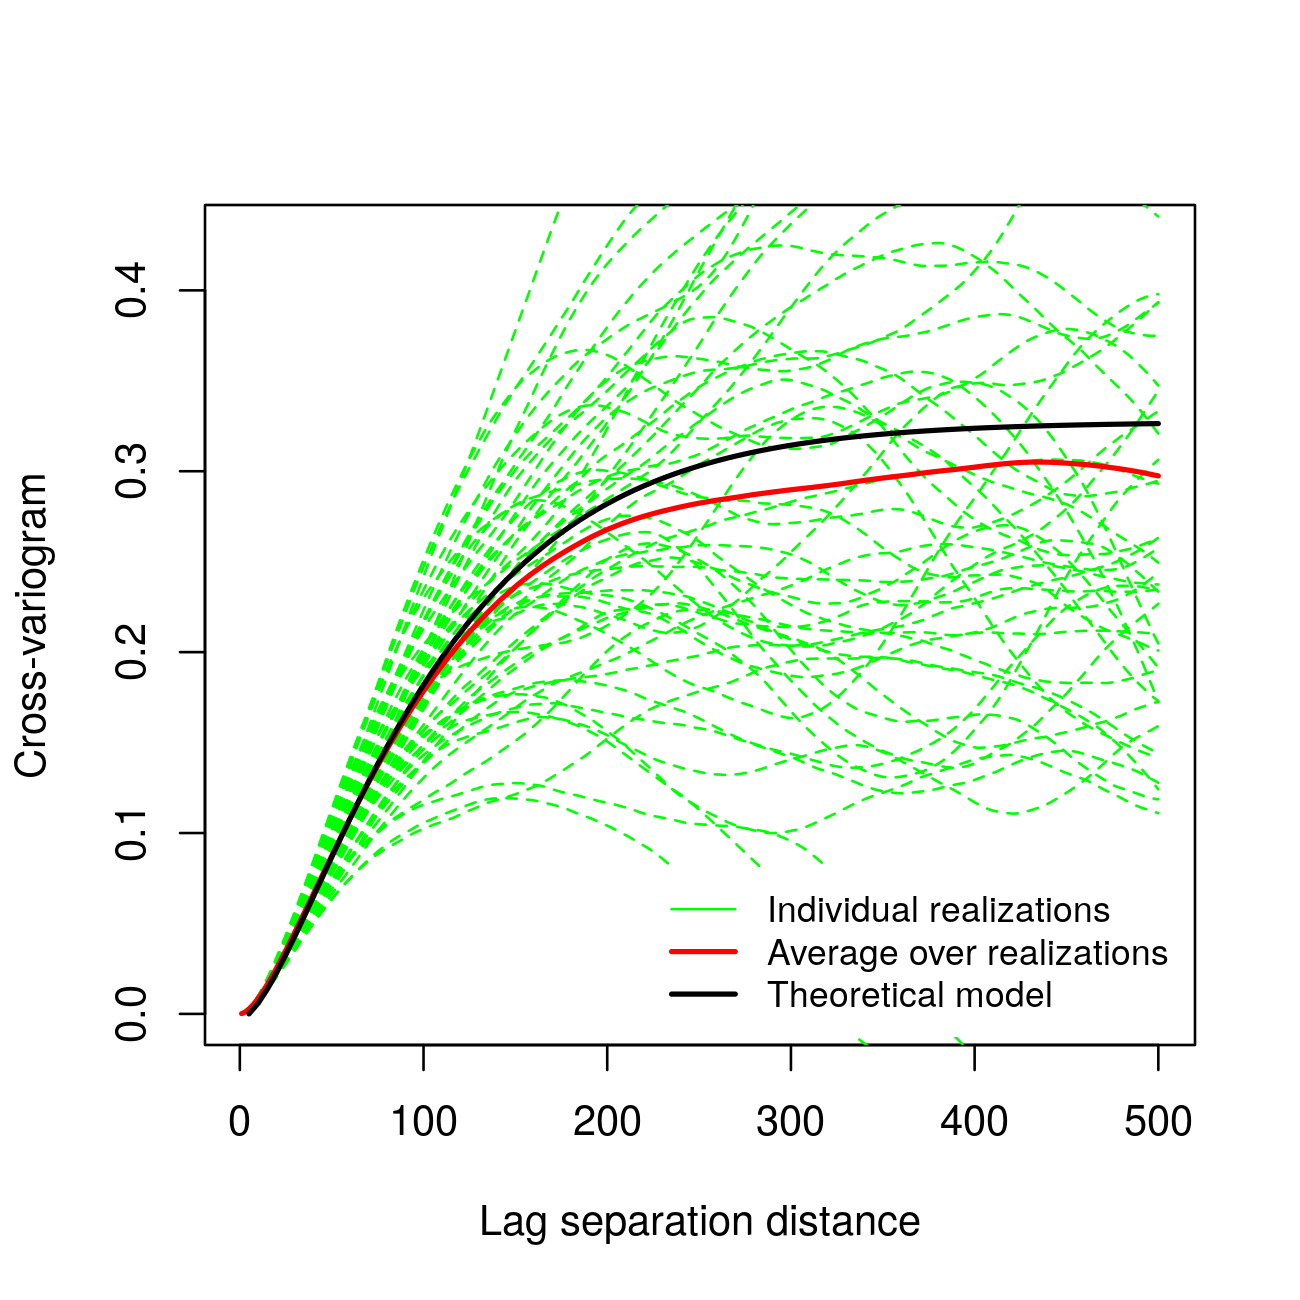 0.4
0.3
0.2
0.1
0.0
Cross-variogram
Individual realizations
Average over realizations
Theoretical model
0 100 200 300 400 500
Lag separation distance